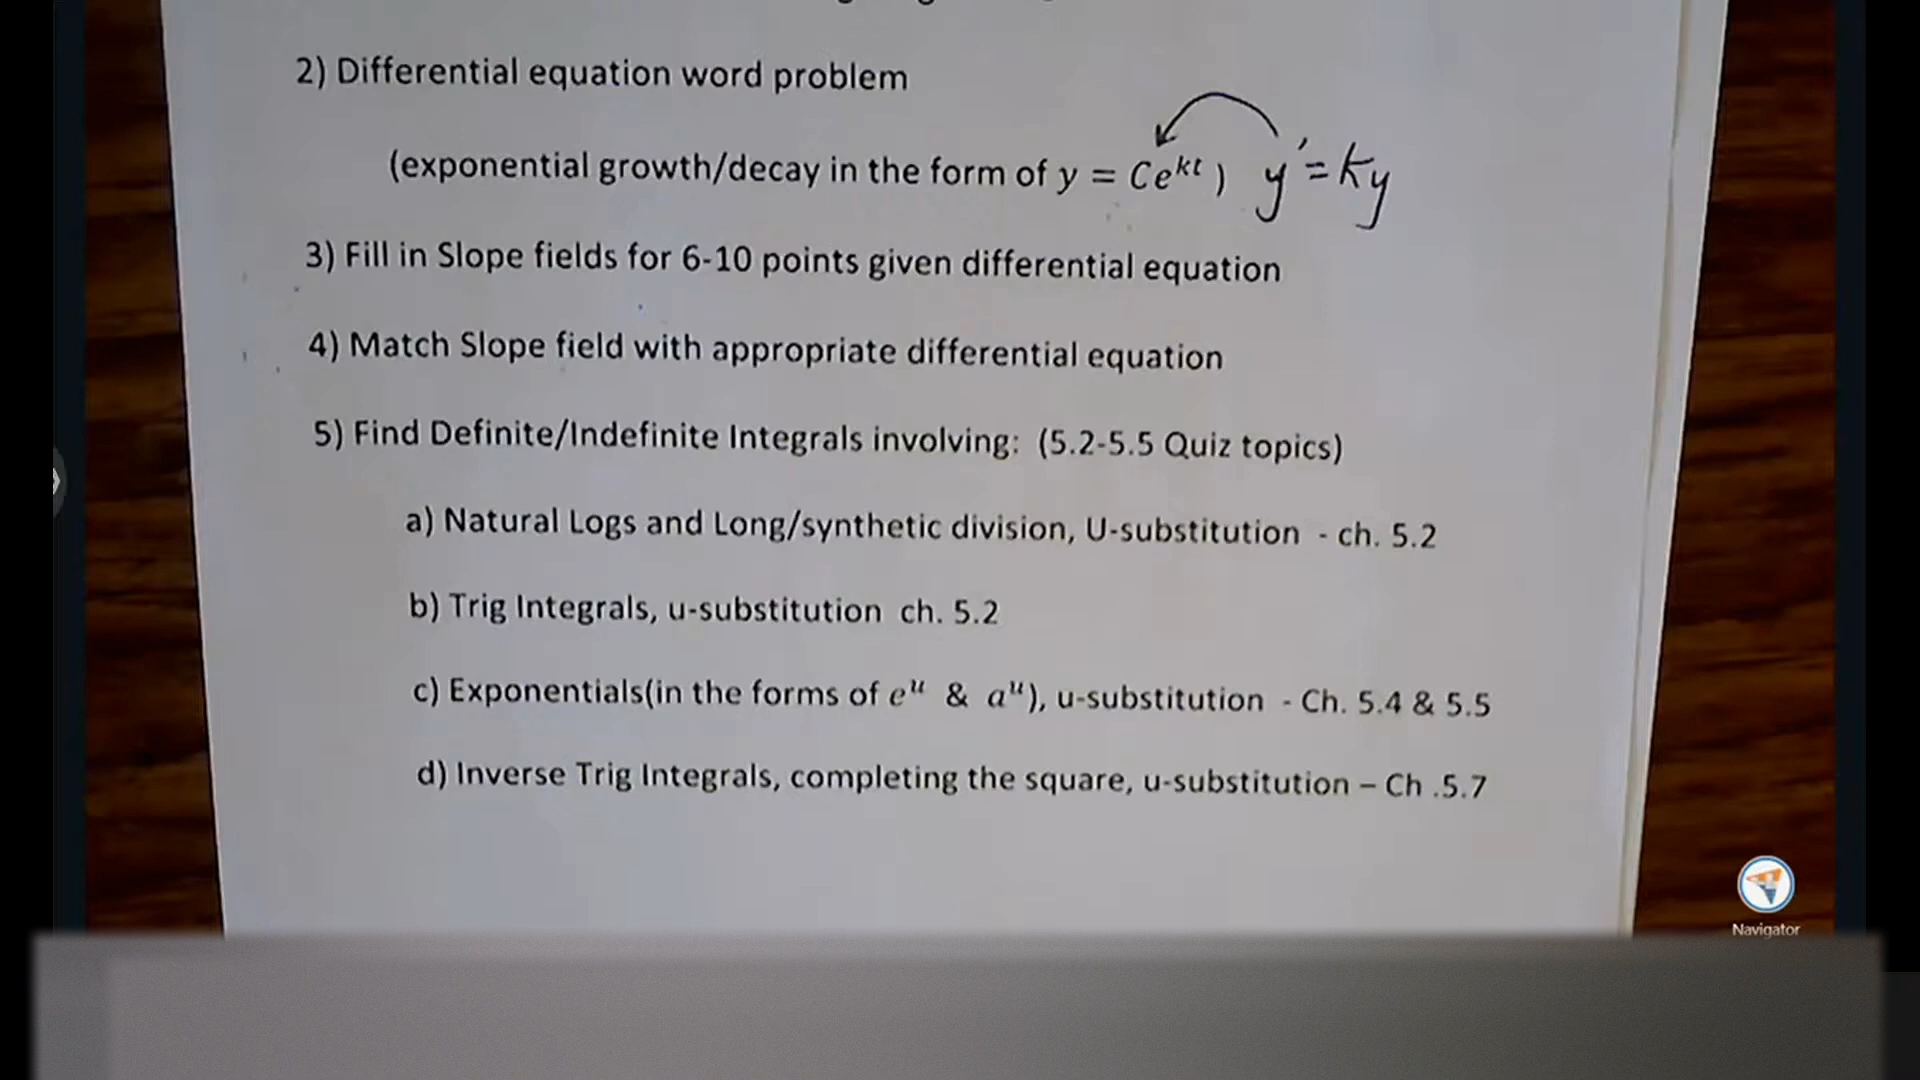 2) Differential equation word problem
(exponential growth/decay in the form of y = Ce^{kt}) y' = ky
3) Fill in Slope fields for 6-10 points given differential equation
4) Match Slope field with appropriate differential equation
5) Find Definite/Indefinite Integrals involving: (5.2-5.5 Quiz topics)
a) Natural Logs and Long/synthetic division, U-substitution - ch. 5.2
b) Trig Integrals, u-substitution ch. 5.2
c) Exponentials(in the forms of e^u & a^u), u-substitution - Ch. 5.4 & 5.5
d) Inverse Trig Integrals, completing the square, u-substitution – Ch .5.7
Navigator